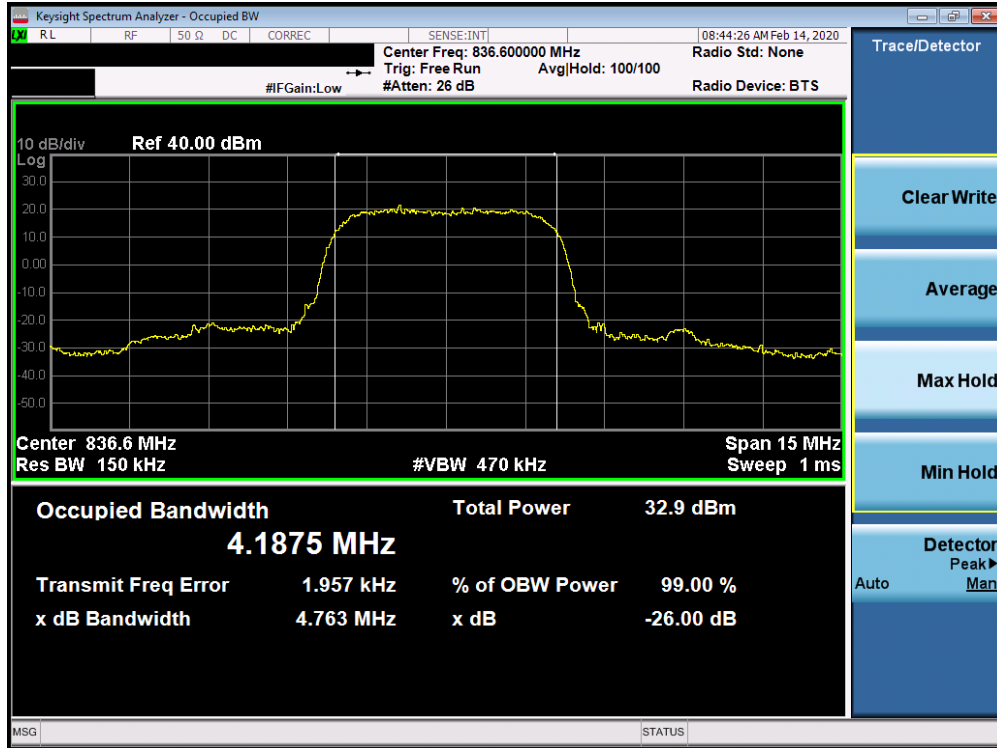 Keysight Spectrum Analyzer - Occupied BW
LXI RL RF 50 Ω DC CORREC SENSE:INT 08:44:26 AM Feb 14, 2020
Center Freq: 836.600000 MHz Radio Std: None
Trig: Free Run Avg|Hold: 100/100
#IFGain:Low #Atten: 26 dB Radio Device: BTS
10 dB/div Ref 40.00 dBm
Log
30.0
20.0
10.0
0.00
-10.0
-20.0
-30.0
-40.0
-50.0
Center 836.6 MHz Span 15 MHz
Res BW 150 kHz #VBW 470 kHz Sweep 1 ms
Occupied Bandwidth Total Power 32.9 dBm
4.1875 MHz
Transmit Freq Error 1.957 kHz % of OBW Power 99.00 %
x dB Bandwidth 4.763 MHz x dB -26.00 dB
MSG STATUS
Trace/Detector
Clear Write
Average
Max Hold
Min Hold
Detector
Peak▶
Auto Man